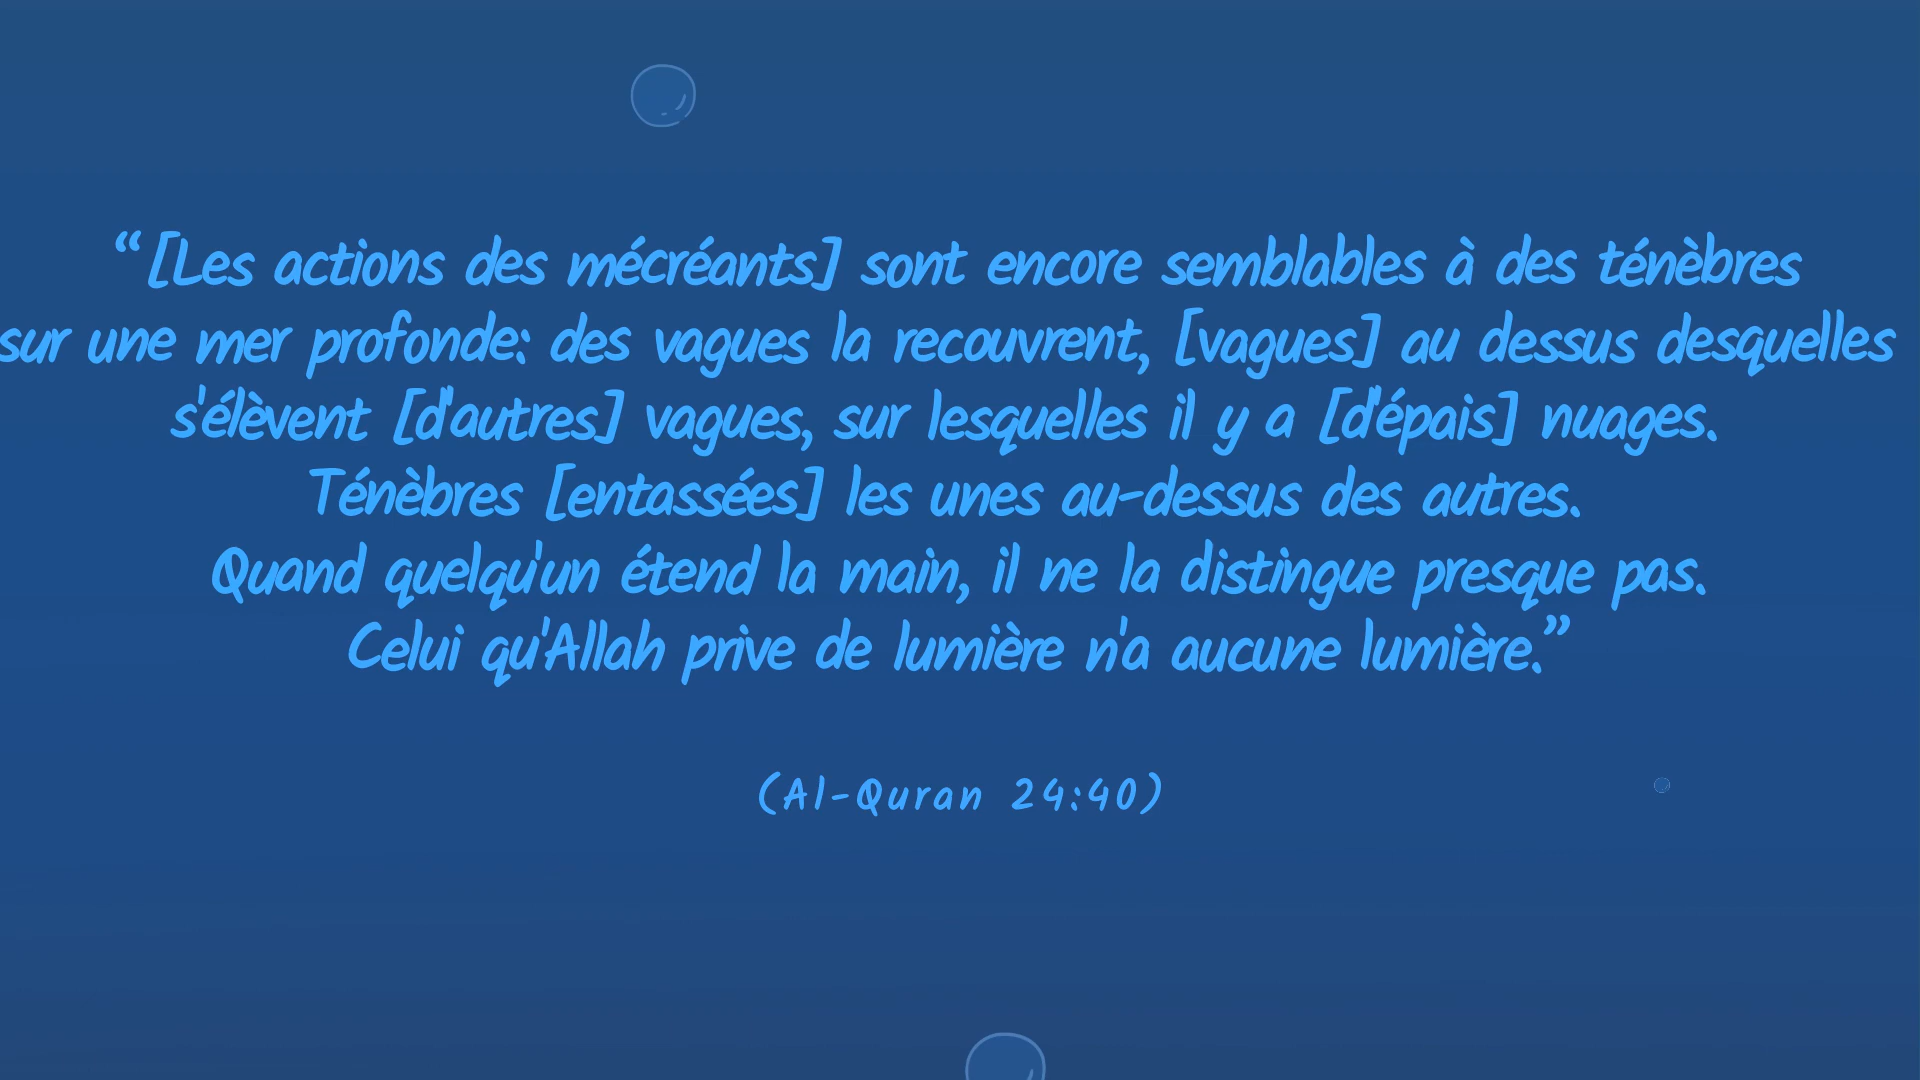 “[Les actions des mécréants] sont encore semblables à des ténèbres
sur une mer profonde: des vagues la recouvrent, [vagues] au dessus desquelles
s'élèvent [d'autres] vagues, sur lesquelles il y a [d'épais] nuages.
Ténèbres [entassées] les unes au-dessus des autres.
Quand quelqu'un étend la main, il ne la distingue presque pas.
Celui qu'Allah prive de lumière n'a aucune lumière.”
(Al-Quran 24:40)